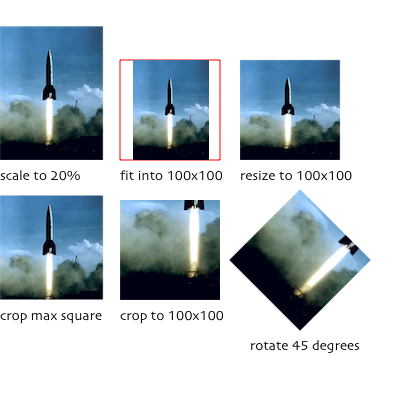 scale to 20%
fit into 100x100
resize to 100x100
crop max square
crop to 100x100
rotate 45 degrees